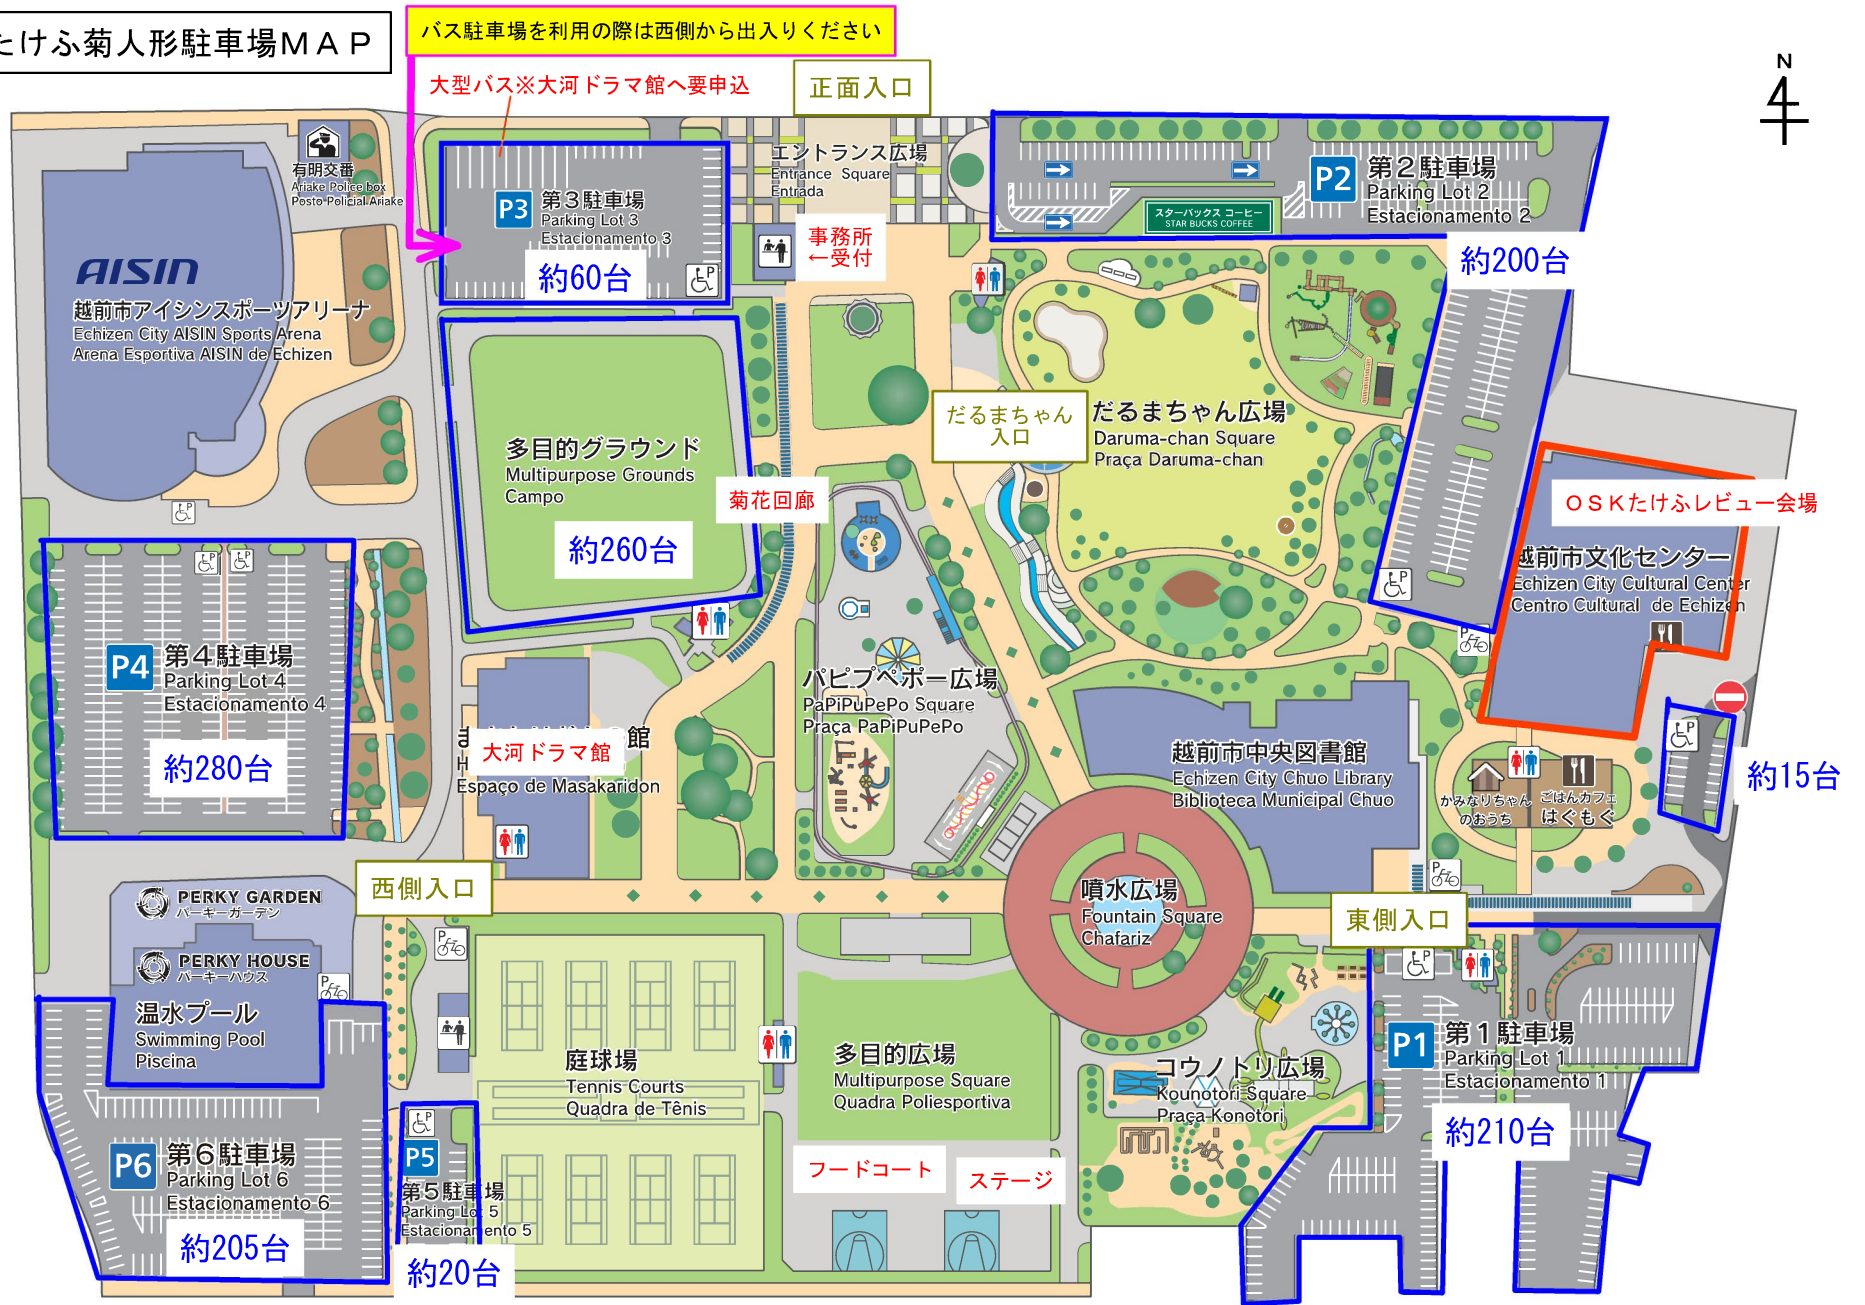 たけふ菊人形駐車場MAP
バス駐車場を利用の際は西側から出入りください
大型バス※大河ドラマ館へ要申込
正面入口
N
有明交番
Ariake Police box
Posto Policial Ariake
P3
第3駐車場
Parking Lot 3
Estacionamento 3
約60台
P
エントランス広場
Entrance Square
Entrada
事務所
←受付
P2
第2駐車場
Parking Lot 2
Estacionamento 2
スターバックス コーヒー
STAR BUCKS COFFEE
約200台
AISIN
越前市アイシンスポーツアリーナ
Echizen City AISIN Sports Arena
Arena Esportiva AISIN de Echizen
P
多目的グラウンド
Multipurpose Grounds
Campo
約260台
菊花回廊
だるまちゃん
入口
だるまちゃん広場
Daruma-chan Square
Praça Daruma-chan
P
P
OSKたけふレビュー会場
越前市文化センター
Echizen City Cultural Center
Centro Cultural de Echizen
P
P
P4
第4駐車場
Parking Lot 4
Estacionamento 4
約280台
館
大河ドラマ館
Espaço de Masakaridon
パピプペポー広場
PaPiPuPePo Square
Praça PaPiPuPePo
越前市中央図書館
Echizen City Chuo Library
Biblioteca Municipal Chuo
かみなりちゃん
のおうち
ごはんカフェ
はぐもぐ
P
約15台
P
西側入口
PERKY GARDEN
パーキーガーデン
PERKY HOUSE
パーキーハウス
P
P
温水プール
Swimming Pool
Piscina
噴水広場
Fountain Square
Chafariz
東側入口
P
P1
第1駐車場
Parking Lot 1
Estacionamento 1
約210台
庭球場
Tennis Courts
Quadra de Tênis
多目的広場
Multipurpose Square
Quadra Poliesportiva
コウノトリ広場
Kounotori Square
Praça Konotori
フードコート
ステージ
P6
第6駐車場
Parking Lot 6
Estacionamento 6
約205台
P
P5
第5駐車場
Parking Lot 5
Estacionamento 5
約20台